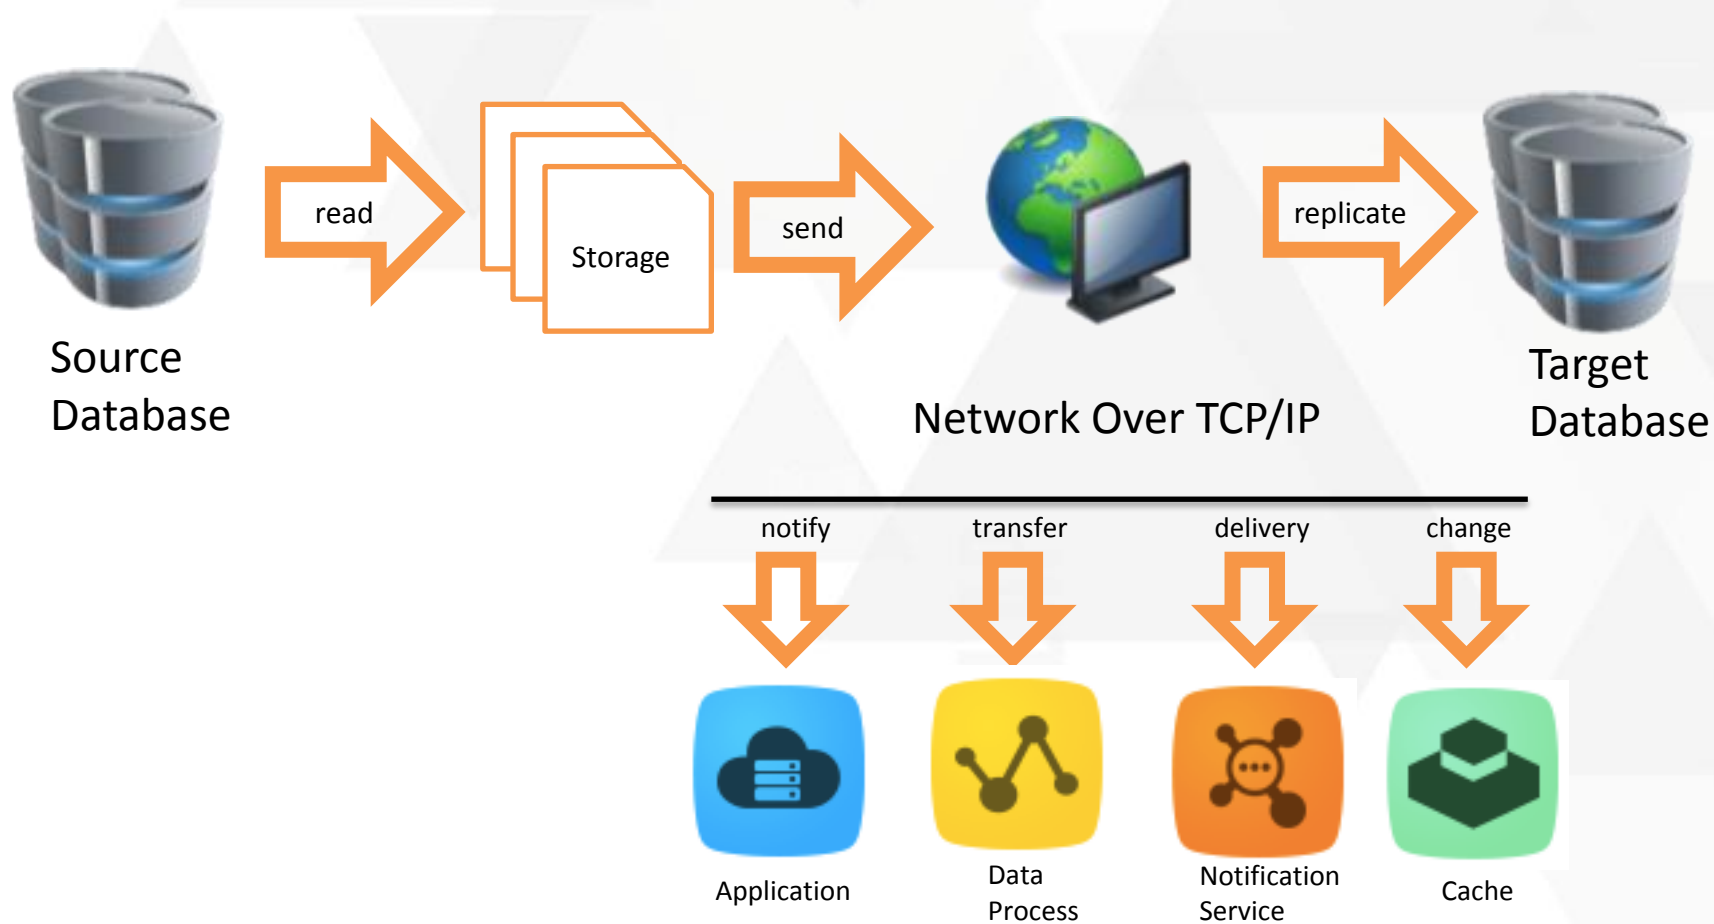 read
Storage
send
replicate
Source
Database
Network Over TCP/IP
Target
Database
notify
transfer
delivery
change
Application
Data
Process
Notification
Service
Cache